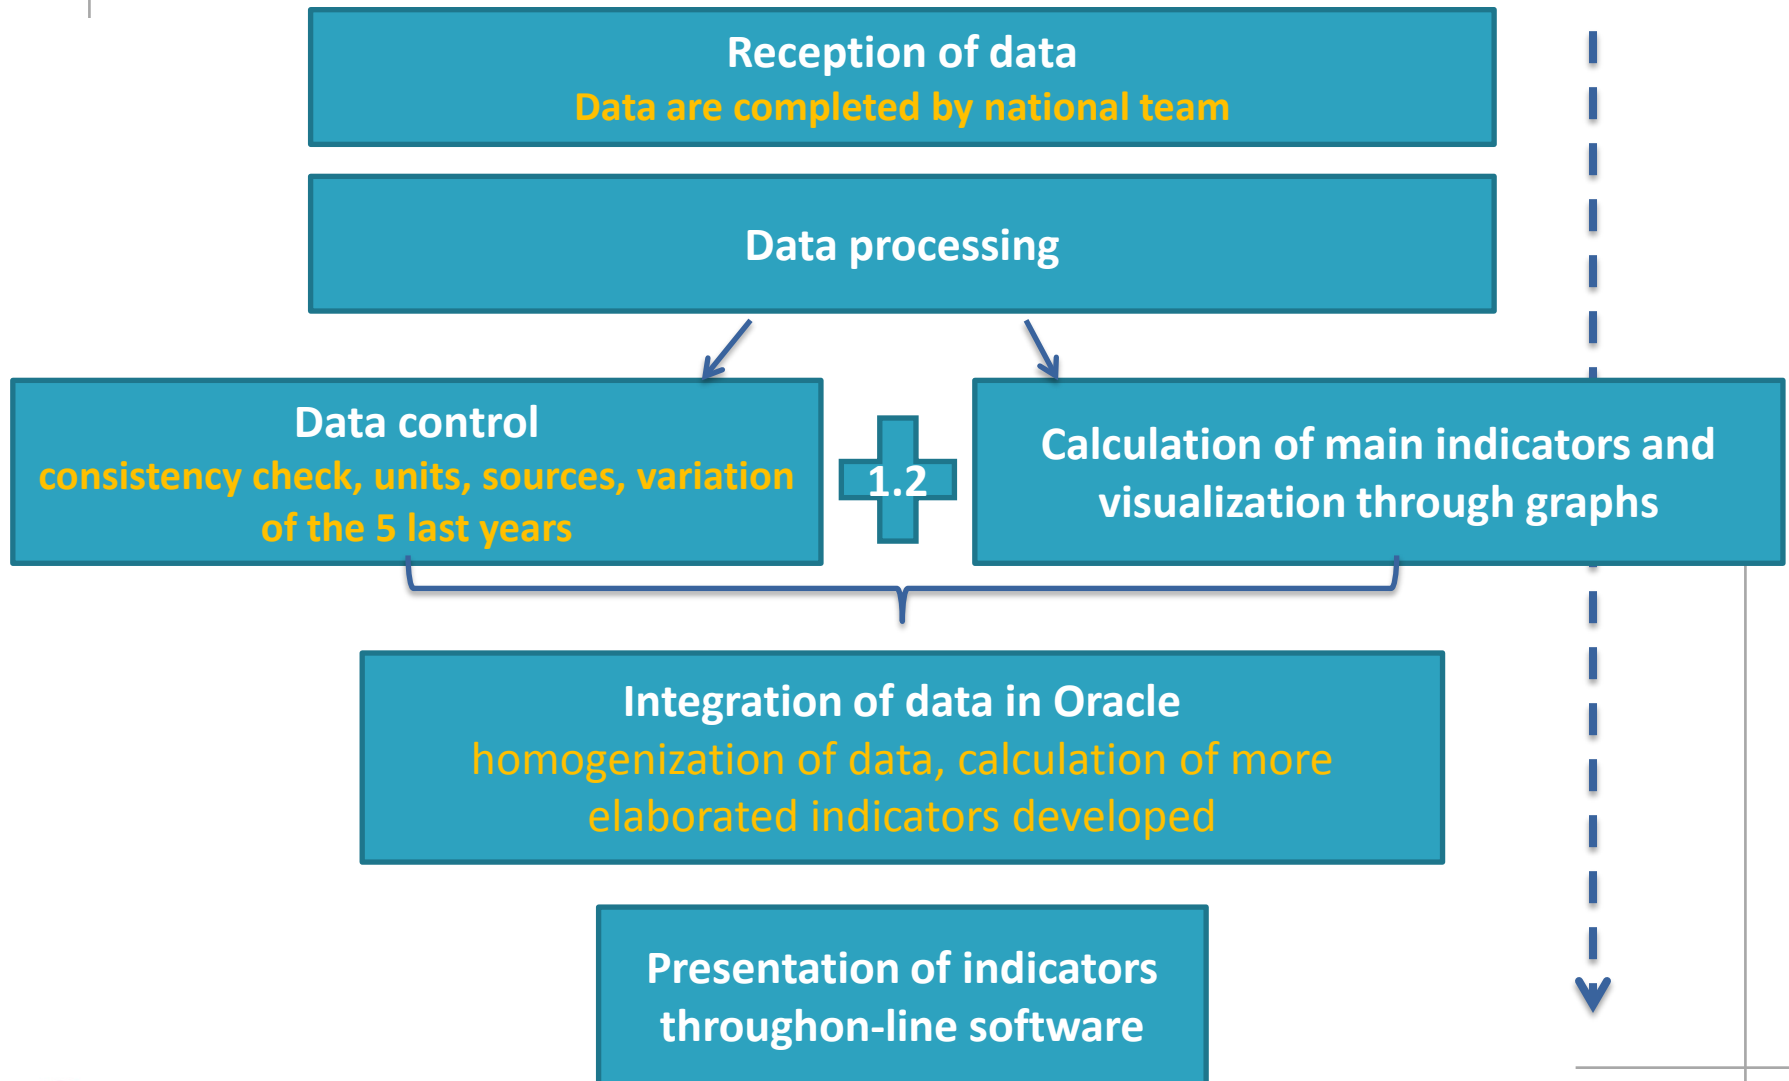 Reception of data
Data are completed by national team
Data processing
Data control
consistency check, units, sources, variation
of the 5 last years
1.2
Calculation of main indicators and
visualization through graphs
Integration of data in Oracle
homogenization of data, calculation of more
elaborated indicators developed
Presentation of indicators
throughon-line software